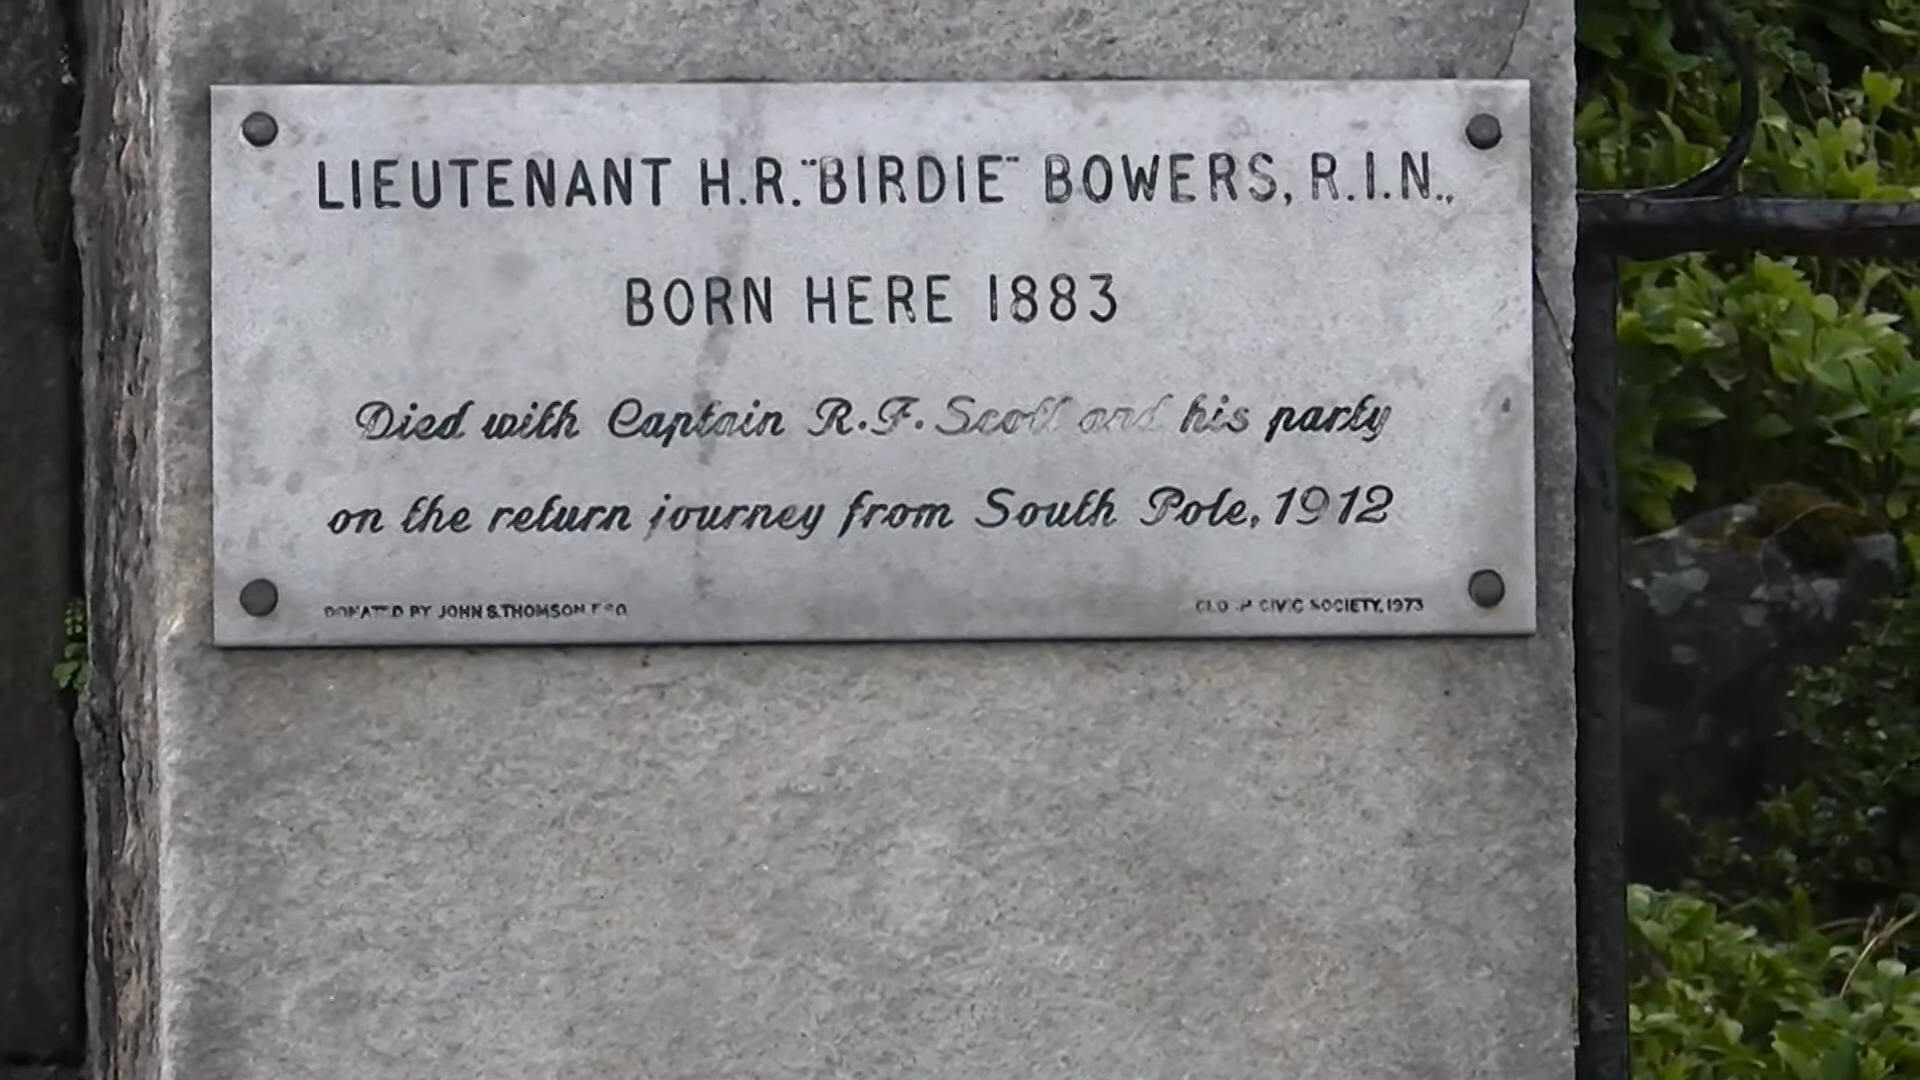 LIEUTENANT H.R. "BIRDIE" BOWERS, R.I.N.,
BORN HERE 1883
Died with Captain R.F. Scott and his party
on the return journey from South Pole, 1912
DONATED BY JOHN S. THOMSON
CIVIC SOCIETY, 1973